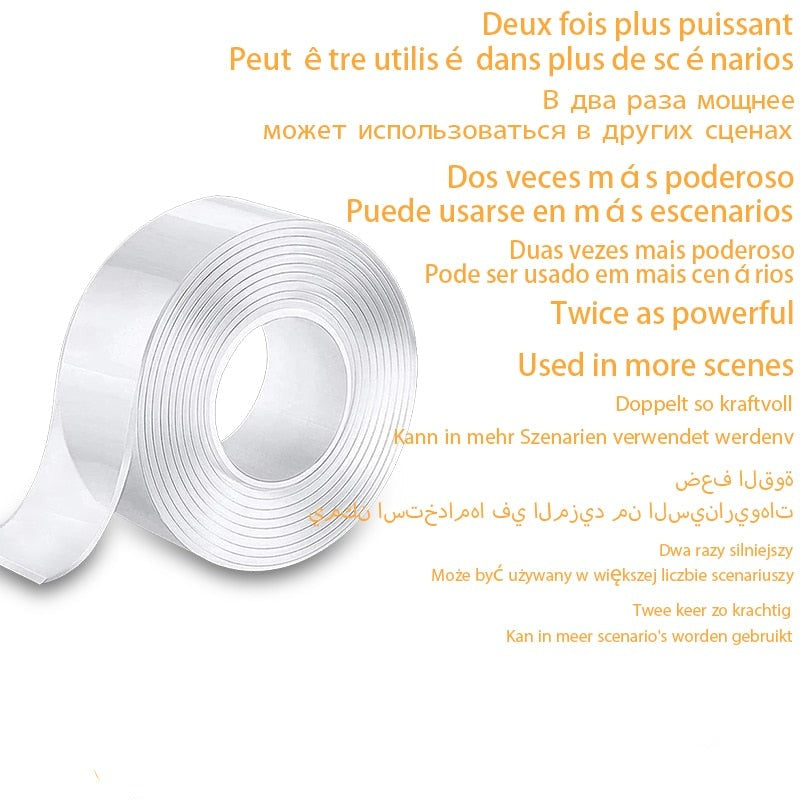 Deux fois plus puissant
Peut ê tre utilis é dans plus de sc é narios
В два раза мощнее
может использоваться в других сценах
Dos veces m á s poderoso
Puede usarse en m á s escenarios
Duas vezes mais poderoso
Pode ser usado em mais cen á rios
Twice as powerful
Used in more scenes
Doppelt so kraftvoll
Kann in mehr Szenarien verwendet werdenv
ضعف القوة
يمكن استخدامها في المزيد من السيناريوهات
Dwa razy silniejszy
Może być używany w większej liczbie scenariuszy
Twee keer zo krachtig
Kan in meer scenario's worden gebruikt